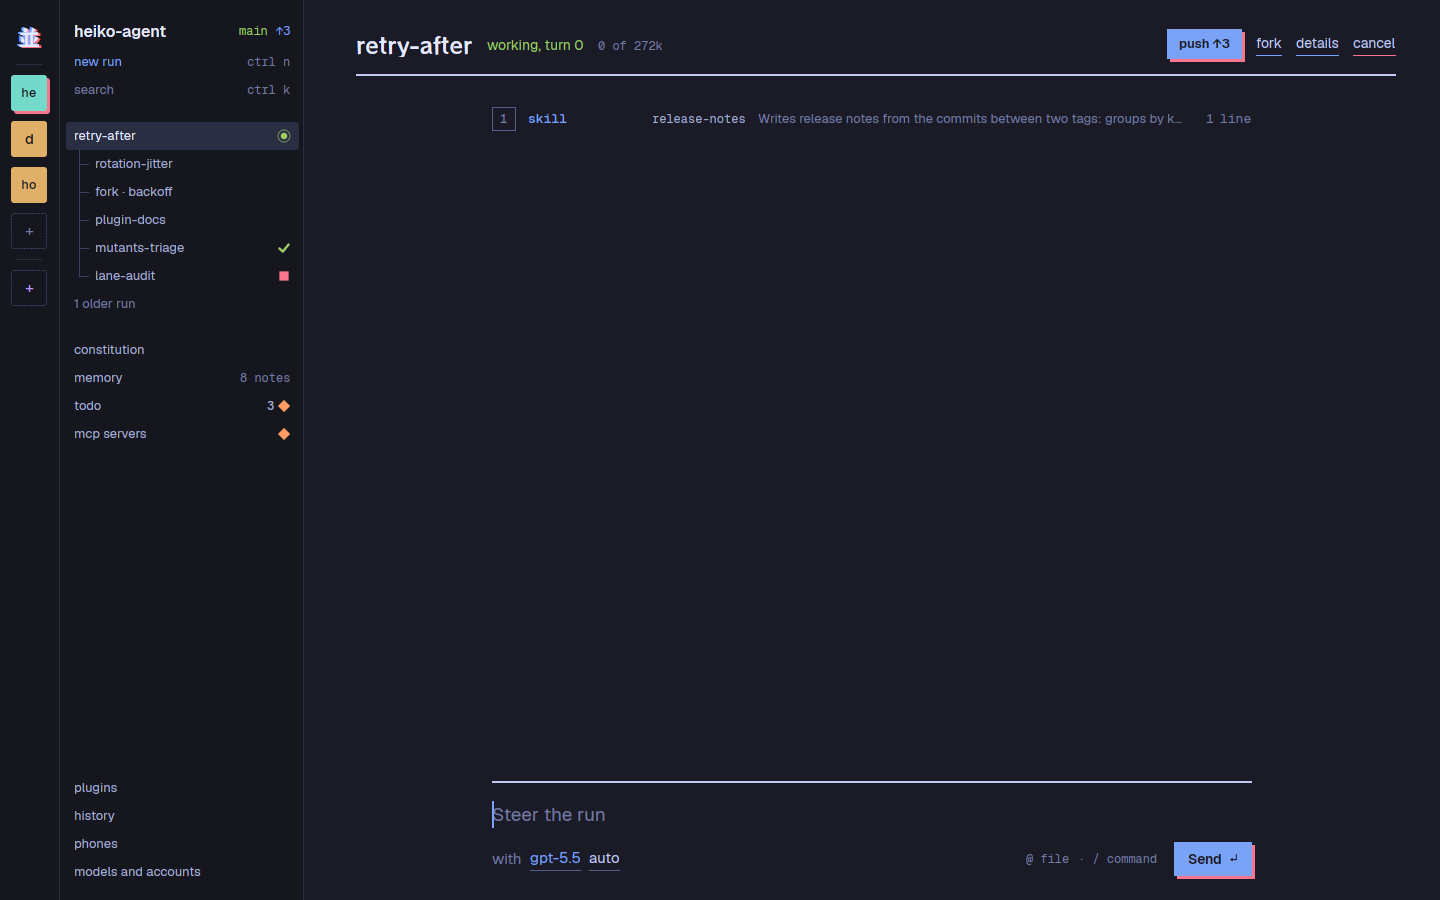 heiko-agent main ↑3
new run ctrl n
search ctrl k
he
d
ho
+
+
retry-after
rotation-jitter
fork · backoff
plugin-docs
mutants-triage
lane-audit
1 older run
constitution
memory 8 notes
todo 3
mcp servers
plugins
history
phones
models and accounts
retry-after working, turn 0 0 of 272k push ↑3 fork details cancel
1 skill release-notes Writes release notes from the commits between two tags: groups by k… 1 line
Steer the run
with gpt-5.5 auto @ file · / command Send ↵